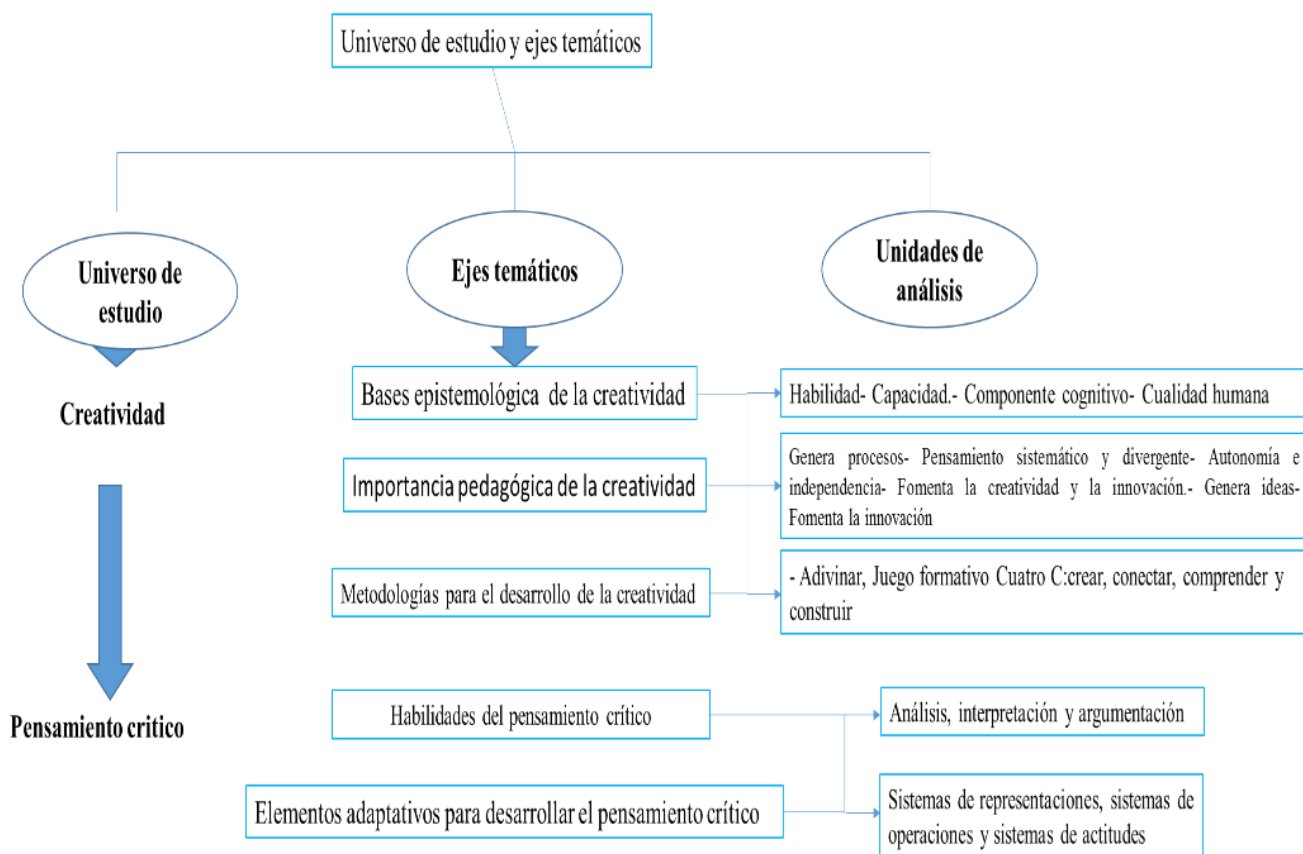 Universo de estudio y ejes temáticos
Universo de
estudio
Ejes temáticos
Unidades de
análisis
Creatividad
Bases epistemológica de la creatividad
Habilidad- Capacidad.- Componente cognitivo- Cualidad humana
Importancia pedagógica de la creatividad
Genera procesos- Pensamiento sistemático y divergente- Autonomía e
independencia- Fomenta la creatividad y la innovación.- Genera ideas-
Fomenta la innovación
Metodologías para el desarrollo de la creatividad
- Adivinar, Juego formativo Cuatro C:crear, conectar, comprender y
construir
Pensamiento critico
Habilidades del pensamiento crítico
Análisis, interpretación y argumentación
Elementos adaptativos para desarrollar el pensamiento crítico
Sistemas de representaciones, sistemas de
operaciones y sistemas de actitudes